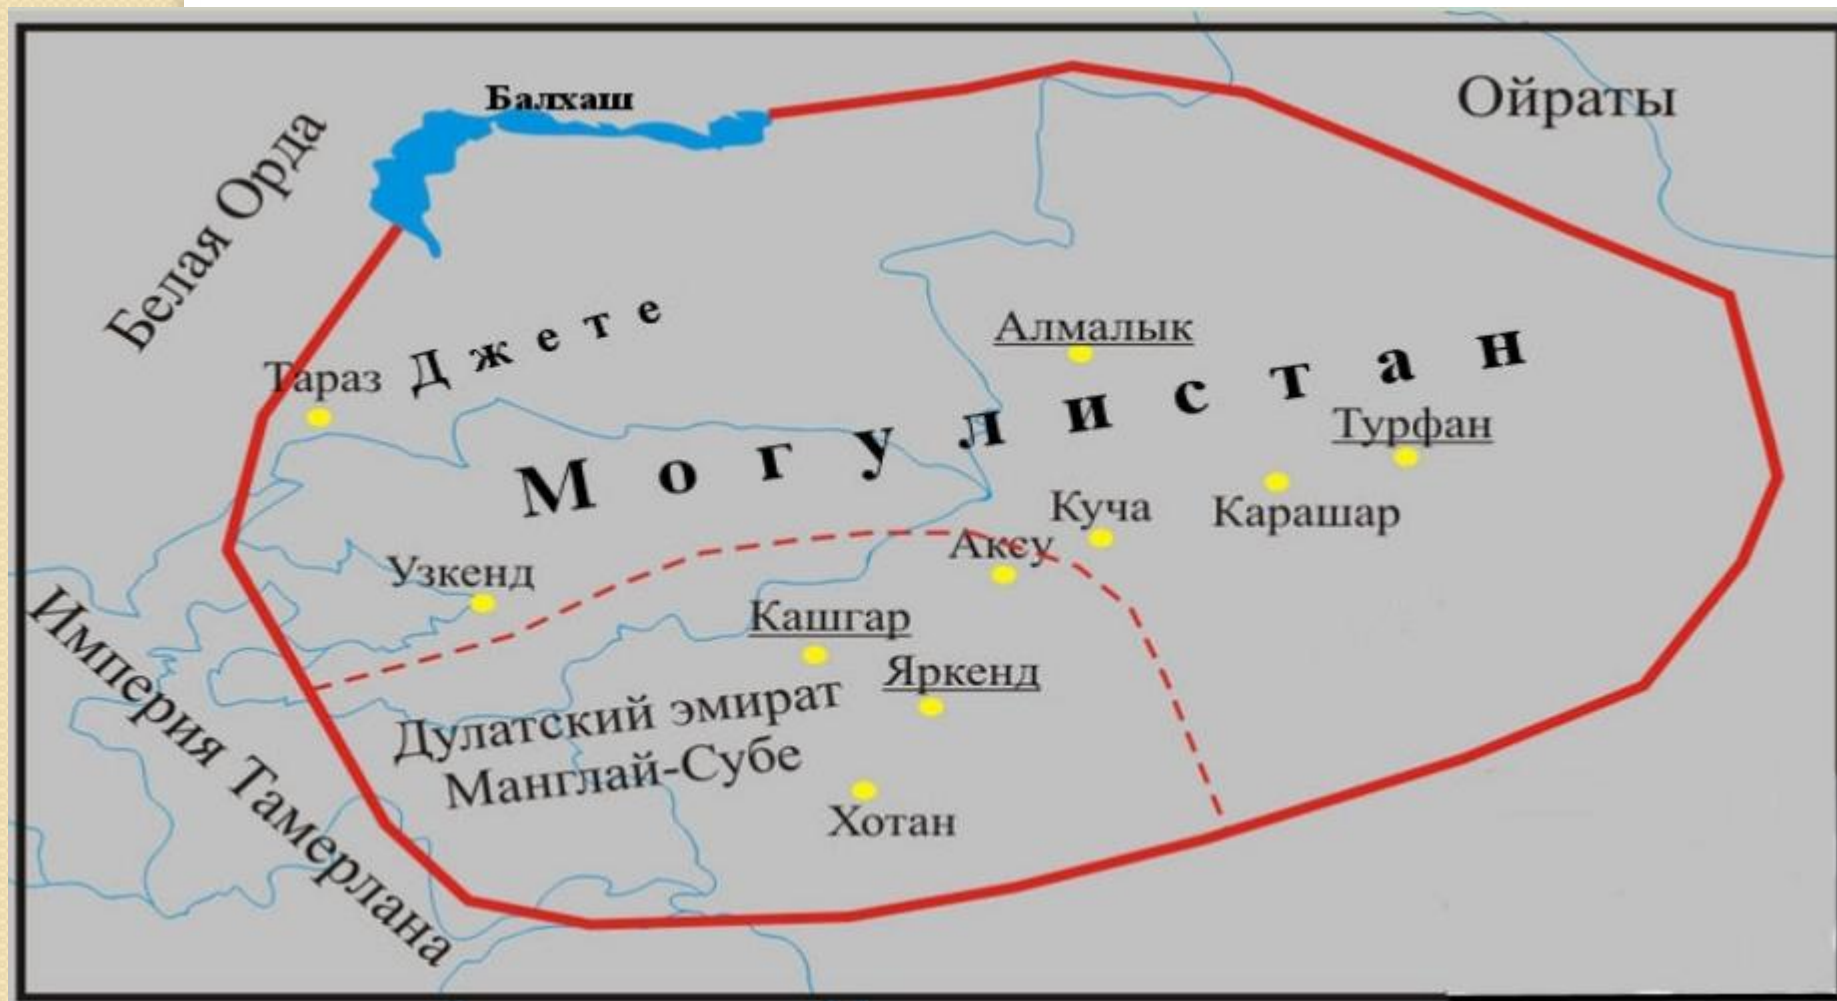 Балхаш
Ойраты
Белая Орда
Тараз
Джете
Алмалык
Могулистан
Турфан
Куча
Карашар
Аксу
Узкенд
Кашгар
Яркенд
Дулатский эмират
Манглай-Субе
Хотан
Империя Тамерлана